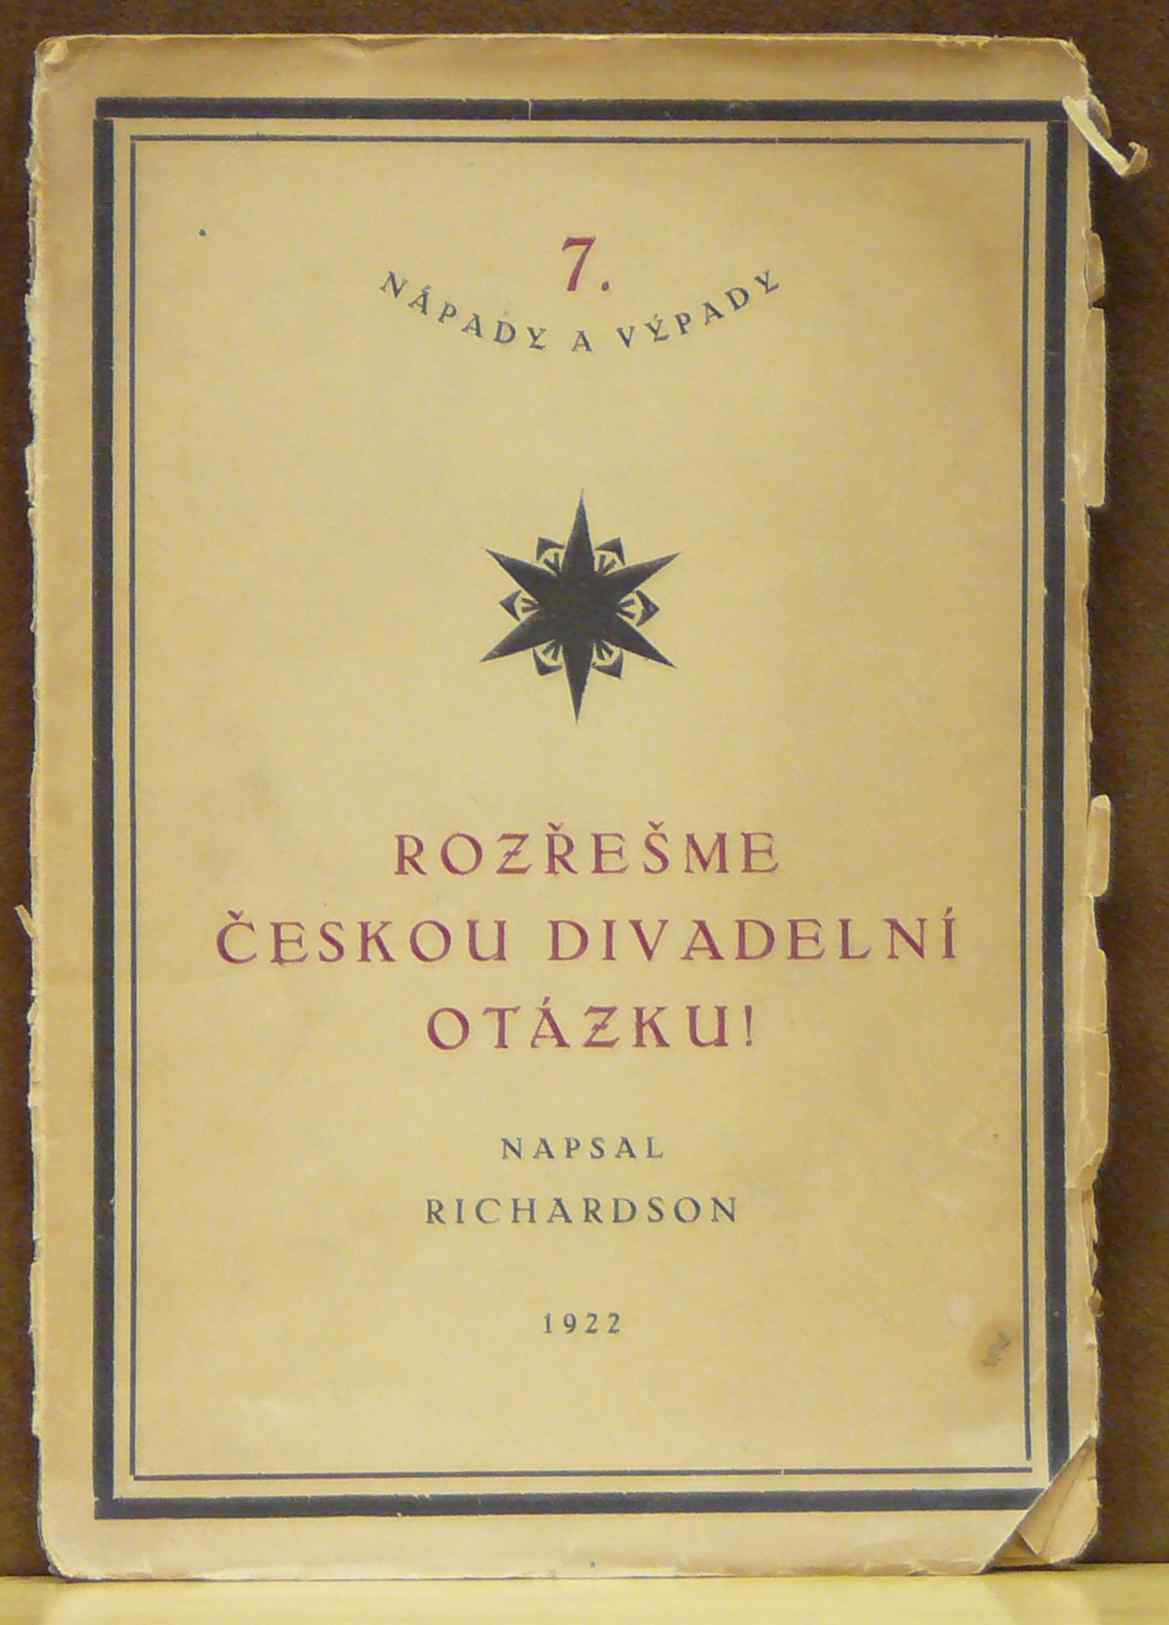 7.
NÁPADY A VÝPADY
ROZŘEŠME
ČESKOU DIVADELNÍ
OTÁZKU!
NAPSAL
RICHARDSON
1922